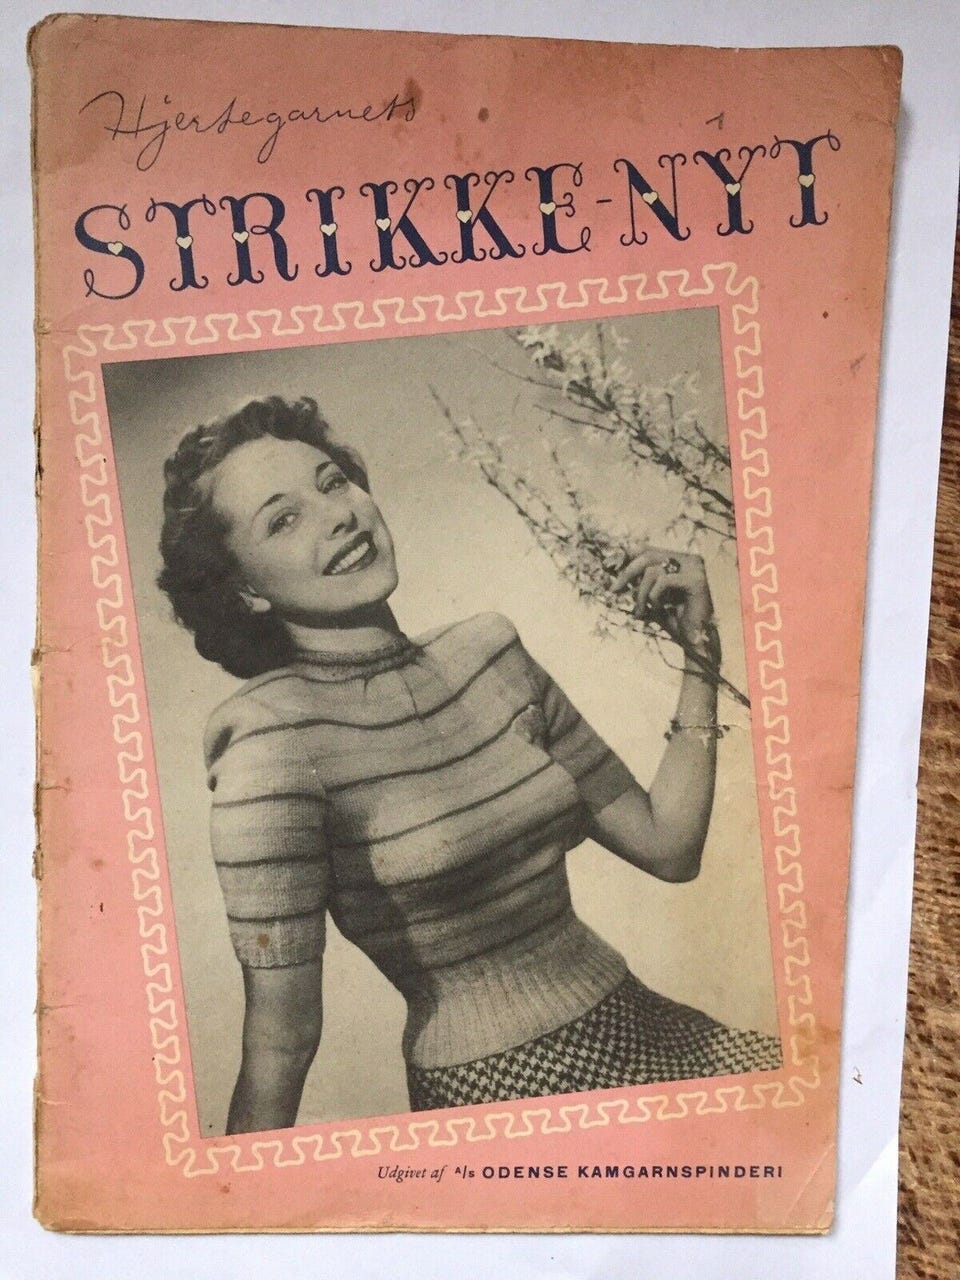 Hjertegarnets
STRIKKE-NYT
Udgivet af A/S ODENSE KAMGARNSPINDERI